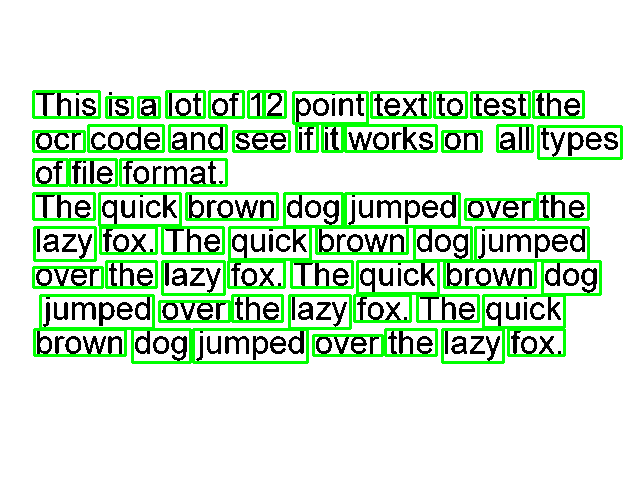 This is a lot of 12 point text to test the
ocr code and see if it works on all types
of file format.
The quick brown dog jumped over the
lazy fox. The quick brown dog jumped
over the lazy fox. The quick brown dog
jumped over the lazy fox. The quick
brown dog jumped over the lazy fox.